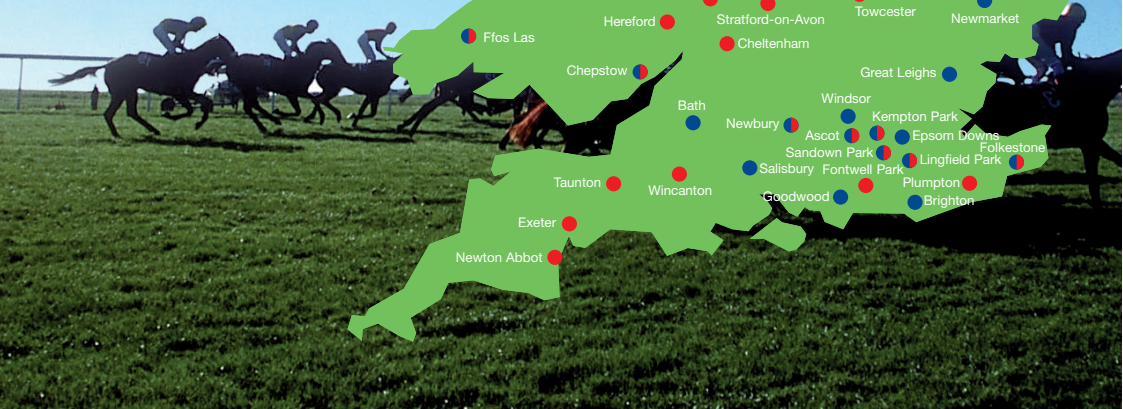 Hereford
Stratford-on-Avon
Towcester
Newmarket
Ffos Las
Cheltenham
Chepstow
Great Leighs
Windsor
Bath
Newbury
Kempton Park
Ascot
Epsom Downs
Folkestone
Sandown Park
Lingfield Park
Salisbury
Fontwell Park
Taunton
Wincanton
Plumpton
Goodwood
Brighton
Exeter
Newton Abbot